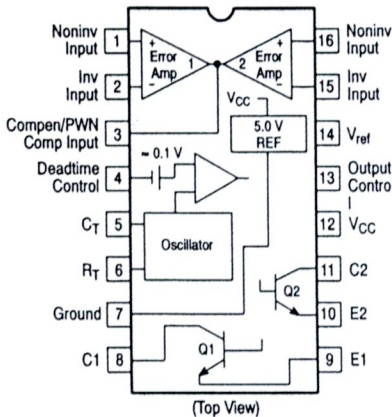 Noninv
Input
1
+
Error
Amp
1
–
2
Inv
Input
Compen/PWN
Comp Input
3
≈ 0.1 V
Deadtime
Control
4
CT
5
Oscillator
RT
6
Ground
7
C1
8
Q1
+
2
Error
Amp
–
16
Noninv
Input
15
Inv
Input
VCC
5.0 V
REF
14
Vref
13
Output
Contro
l
12
VCC
11
C2
Q2
10
E2
9
E1
(Top View)